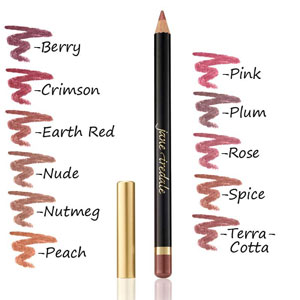 -Berry
-Crimson
-Earth Red
-Nude
-Nutmeg
-Peach
jane iredale
-Pink
-Plum
-Rose
-Spice
-Terra-
Cotta